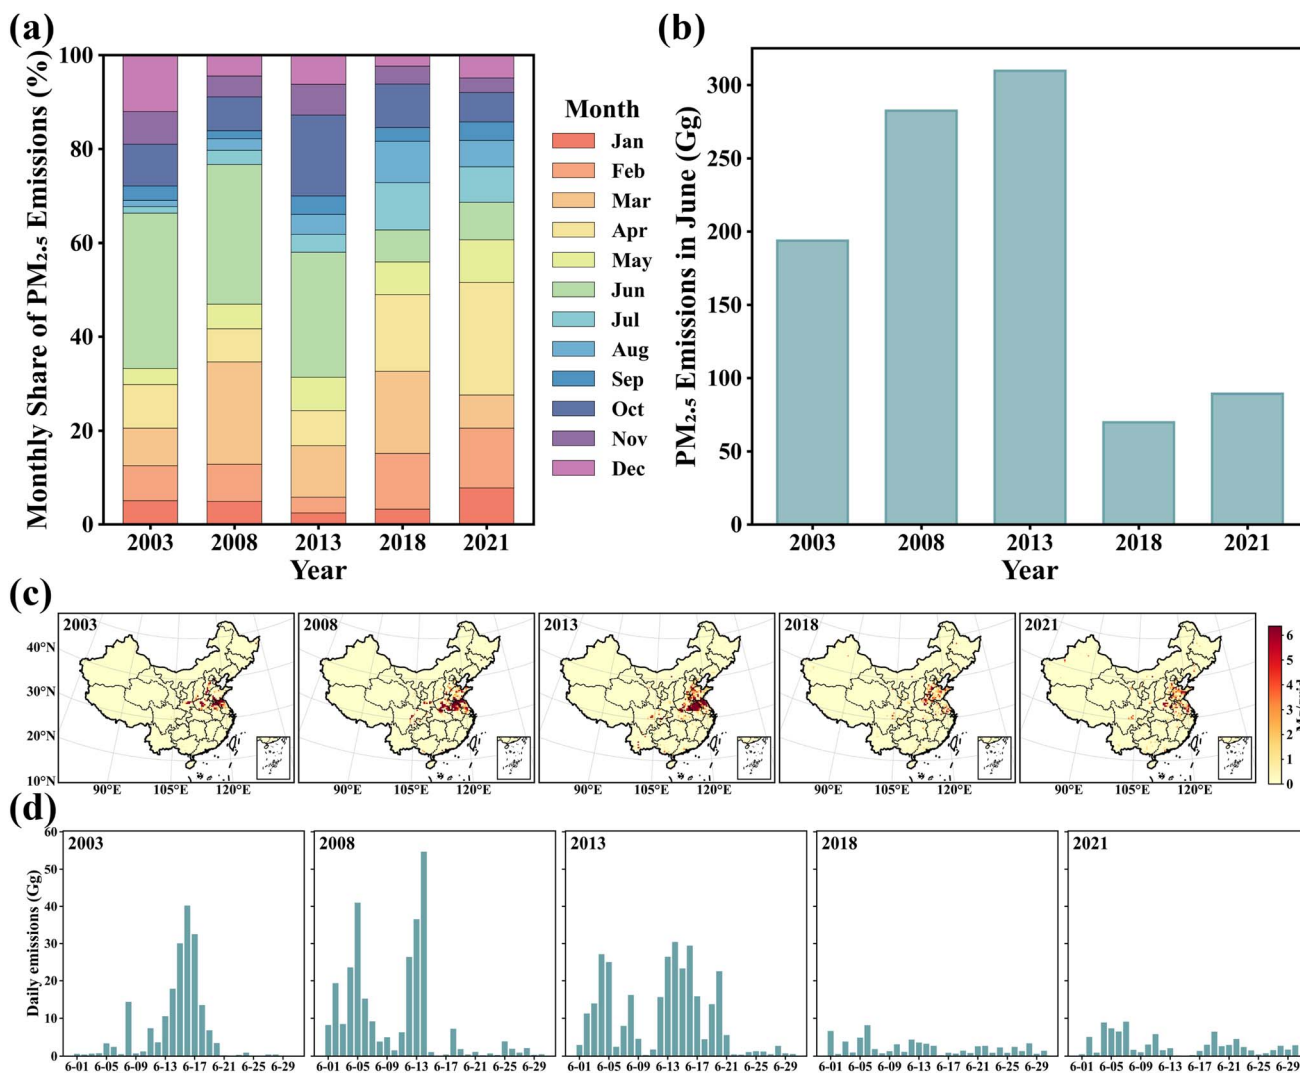 (a)
Monthly Share of PM₂.₅ Emissions (%)
100
80
60
40
20
0
2003 2008 2013 2018 2021
Year
Month
Jan
Feb
Mar
Apr
May
Jun
Jul
Aug
Sep
Oct
Nov
Dec
(b)
PM₂.₅ Emissions in June (Gg)
300
250
200
150
100
50
0
2003 2008 2013 2018 2021
Year
(c)
2003 2008 2013 2018 2021
40°N
30°N
20°N
10°N
90°E 105°E 120°E 90°E 105°E 120°E 90°E 105°E 120°E 90°E 105°E 120°E 90°E 105°E 120°E
6
5
4
3
2
1
0
(d)
Daily emissions (Gg)
60
50
40
30
20
10
0
2003 2008 2013 2018 2021
6-01 6-05 6-09 6-13 6-17 6-21 6-25 6-29 6-01 6-05 6-09 6-13 6-17 6-21 6-25 6-29 6-01 6-05 6-09 6-13 6-17 6-21 6-25 6-29 6-01 6-05 6-09 6-13 6-17 6-21 6-25 6-29 6-01 6-05 6-09 6-13 6-17 6-21 6-25 6-29